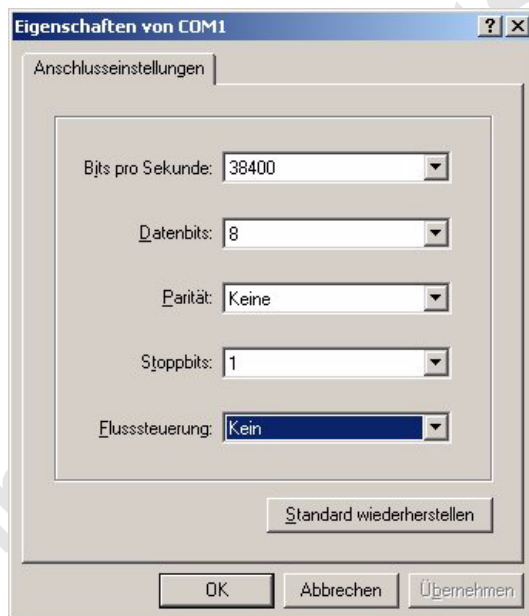 Eigenschaften von COM1
Anschlusseinstellungen
Bits pro Sekunde: 38400
Datenbits: 8
Parität: Keine
Stoppbits: 1
Flusssteuerung: Kein
Standard wiederherstellen
OK Abbrechen Übernehmen